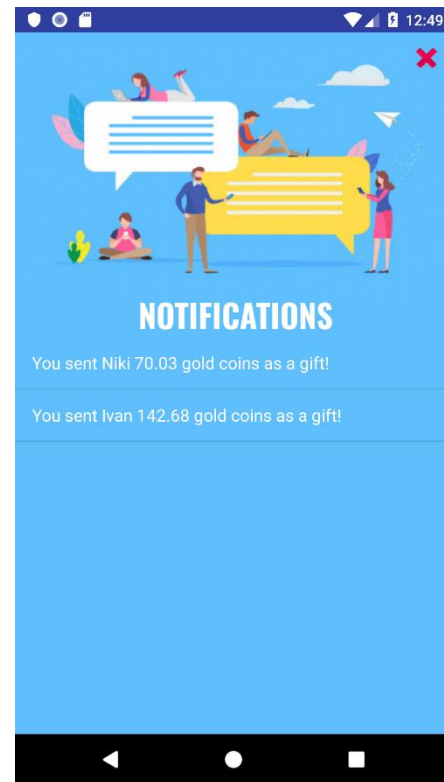 12:49
NOTIFICATIONS
You sent Niki 70.03 gold coins as a gift!
You sent Ivan 142.68 gold coins as a gift!